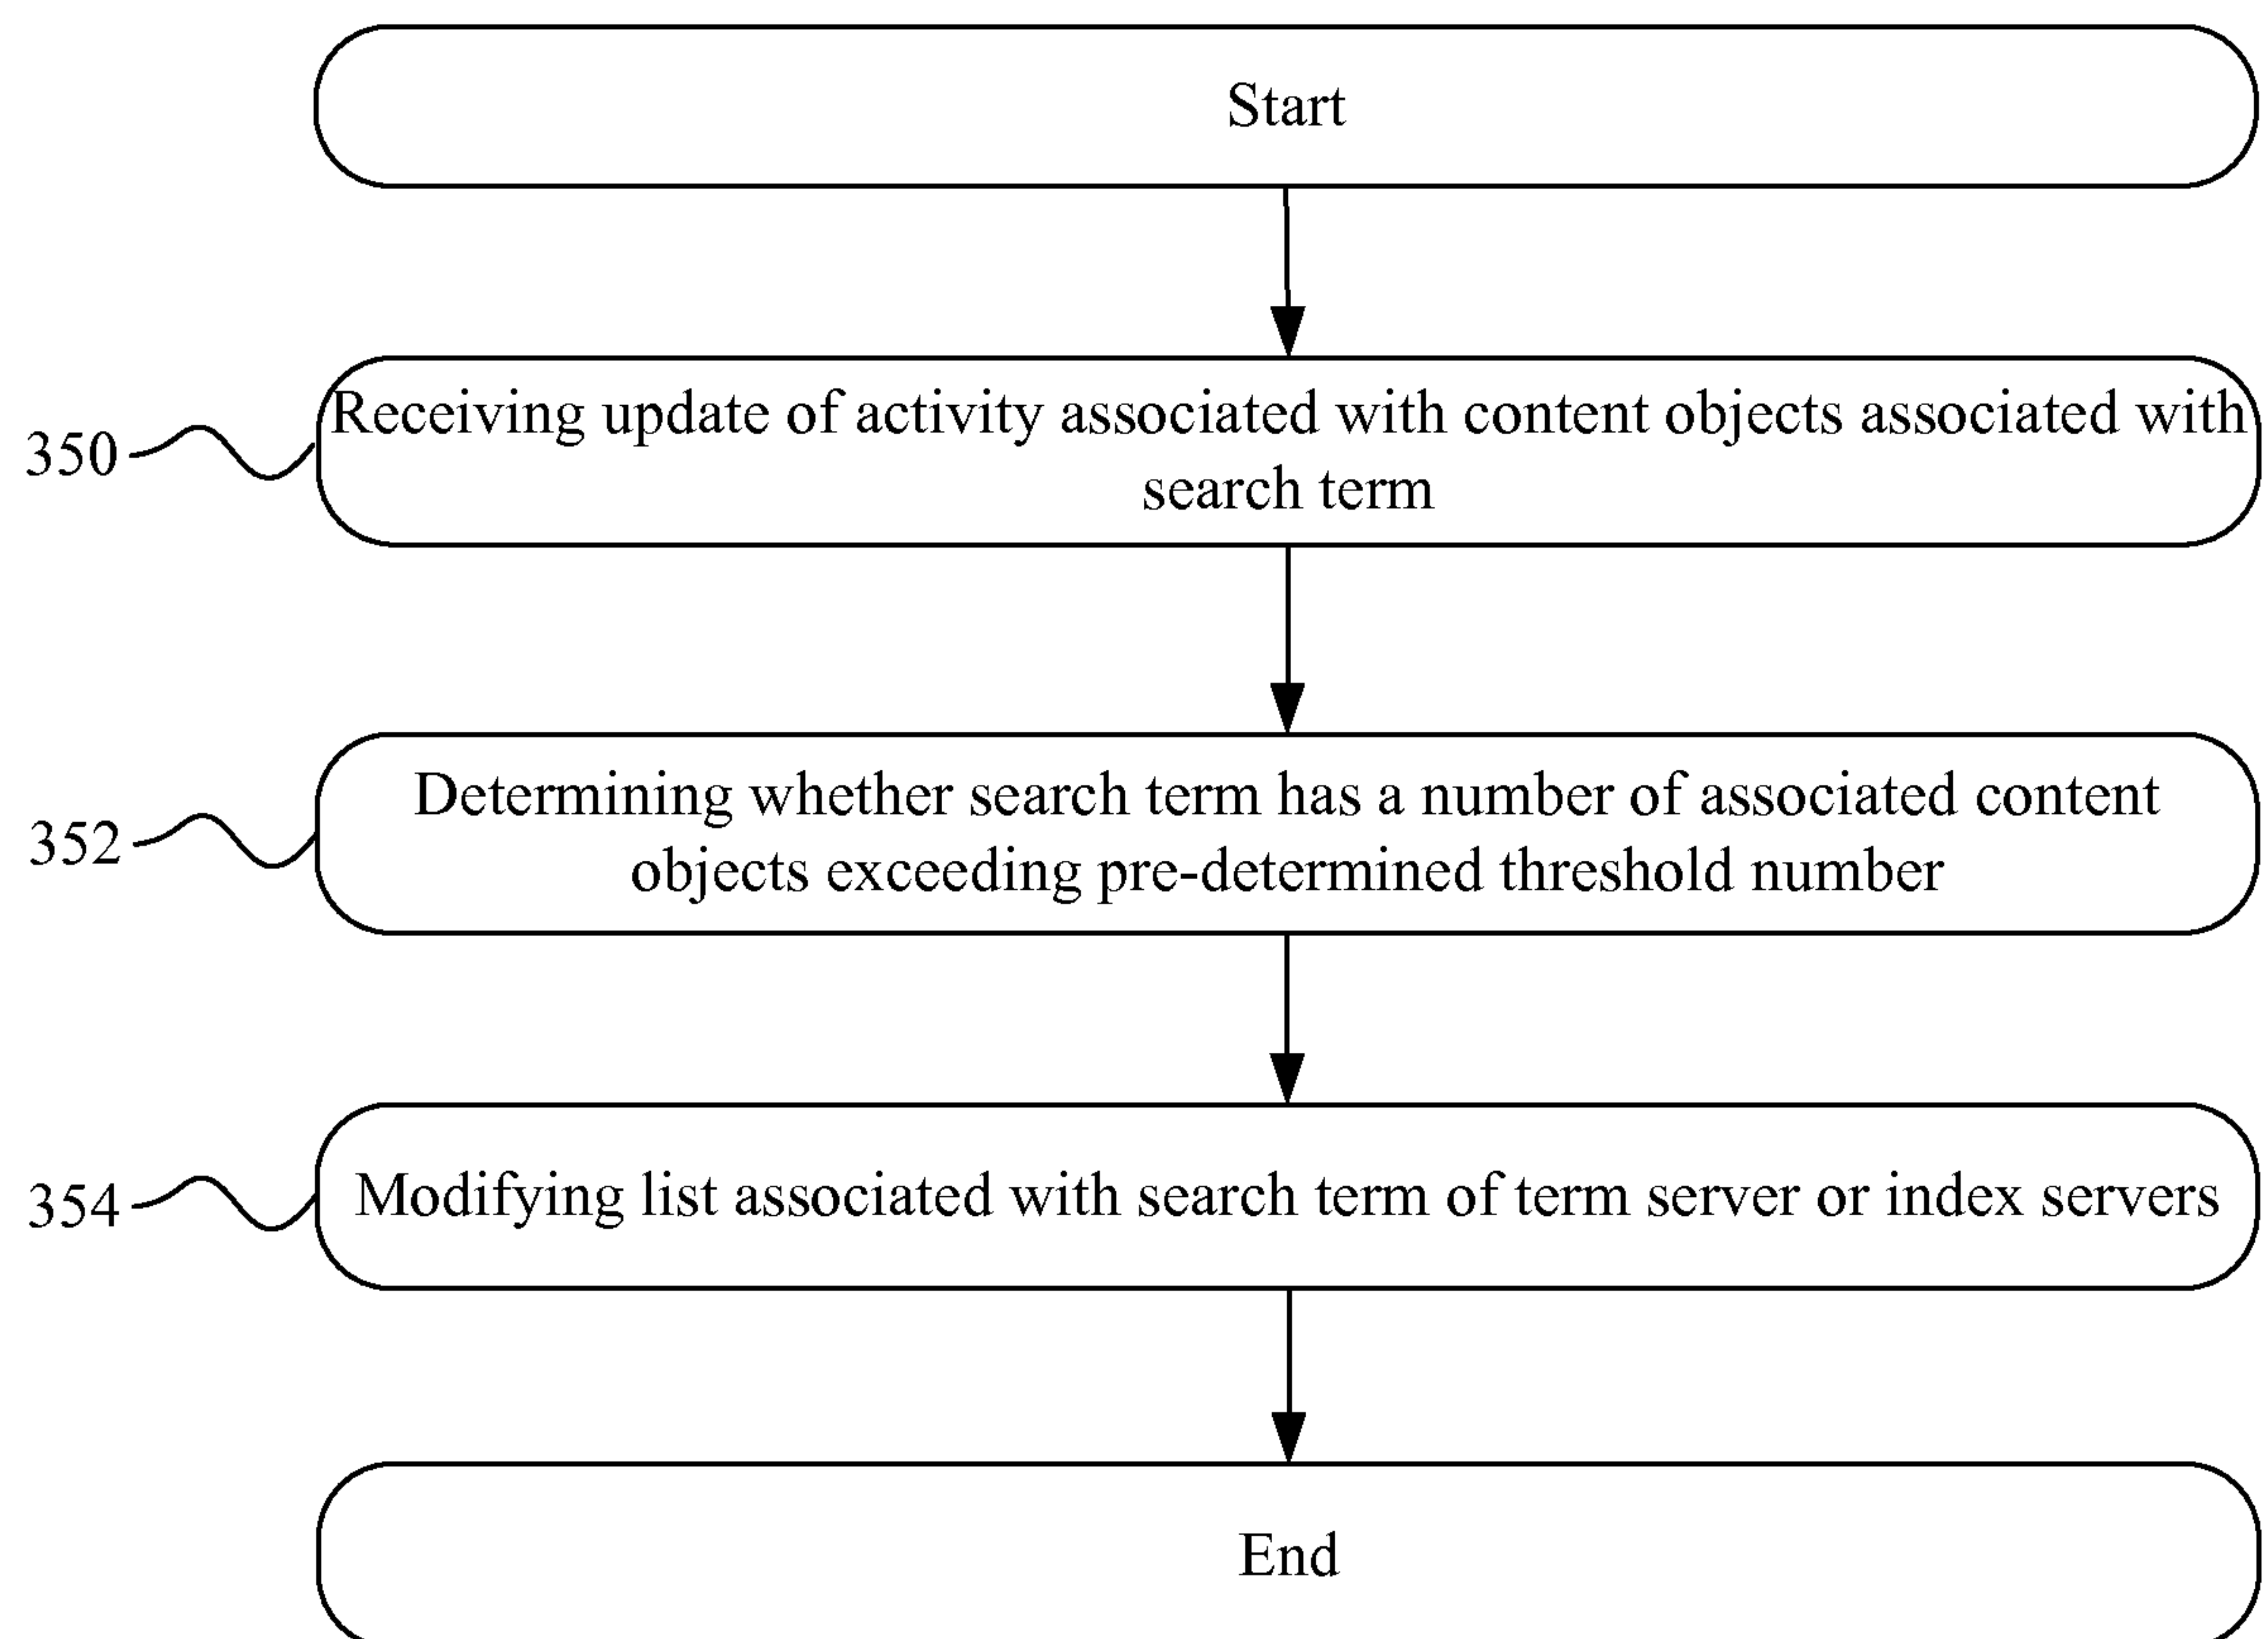 Start
350
Receiving update of activity associated with content objects associated with
search term
352
Determining whether search term has a number of associated content
objects exceeding pre-determined threshold number
354
Modifying list associated with search term of term server or index servers
End